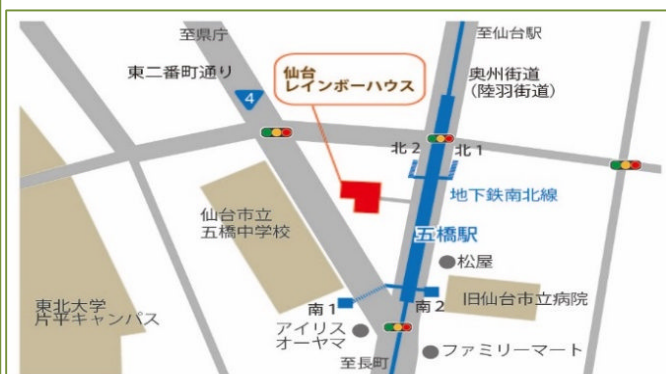 至県庁
至仙台駅
東二番町通り
4
仙台
レインボーハウス
奥州街道
（陸羽街道）
北2
北1
地下鉄南北線
仙台市立
五橋中学校
五橋駅
松屋
東北大学
片平キャンパス
南1
南2
旧仙台市立病院
アイリス
オーヤマ
ファミリーマート
至長町